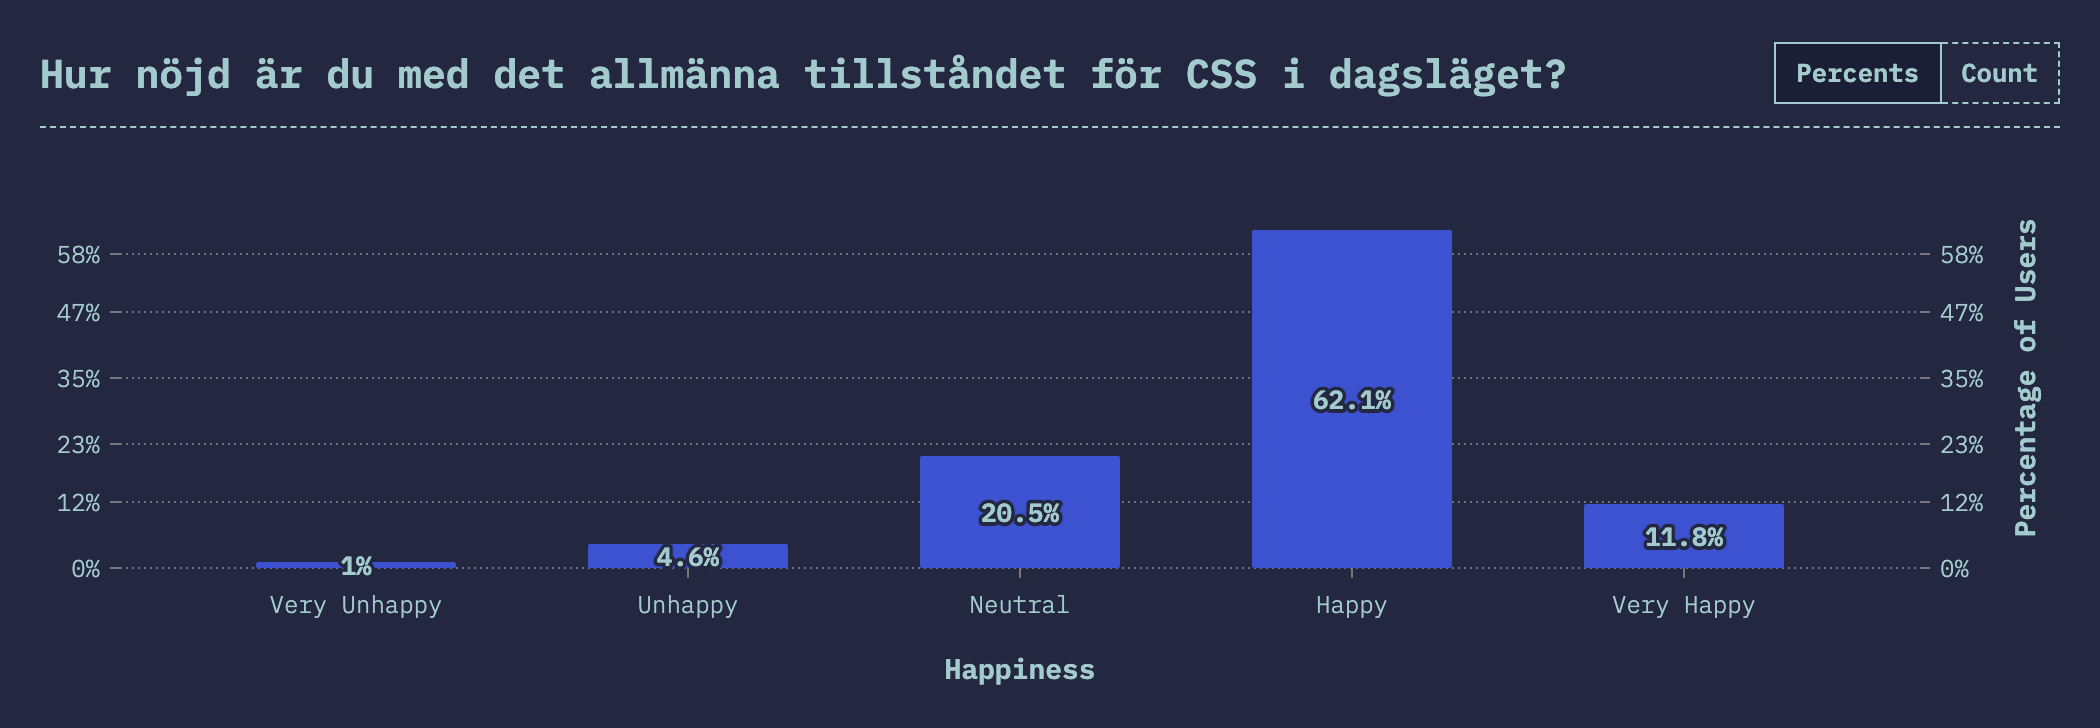 Hur nöjd är du med det allmänna tillståndet för CSS i dagsläget?
Percents
Count
58%
47%
35%
23%
12%
0%
1%
4.6%
20.5%
62.1%
11.8%
58%
47%
35%
23%
12%
0%
Percentage of Users
Very Unhappy
Unhappy
Neutral
Happy
Very Happy
Happiness